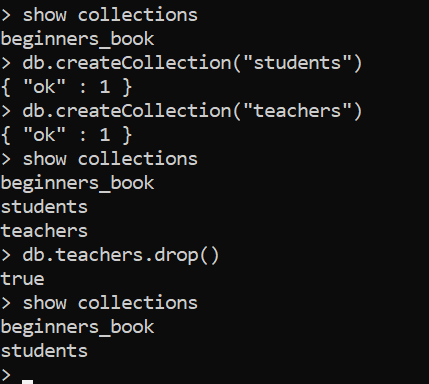 > show collections
beginners_book
> db.createCollection("students")
{ "ok" : 1 }
> db.createCollection("teachers")
{ "ok" : 1 }
> show collections
beginners_book
students
teachers
> db.teachers.drop()
true
> show collections
beginners_book
students
>